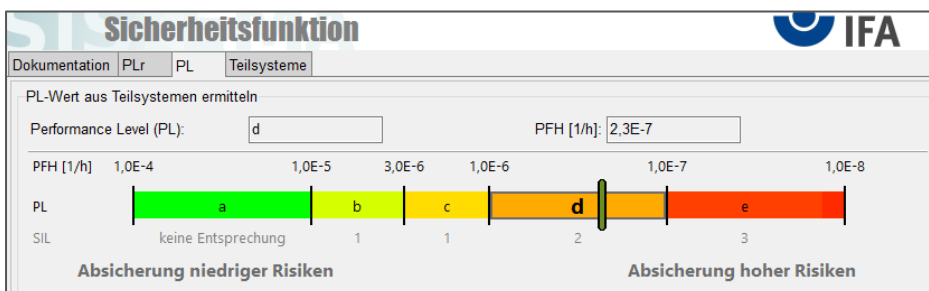 Sicherheitsfunktion
IFA
Dokumentation PLr PL Teilsysteme
PL-Wert aus Teilsystemen ermitteln
Performance Level (PL): d PFH [1/h]: 2,3E-7
PFH [1/h] 1,0E-4 1,0E-5 3,0E-6 1,0E-6 1,0E-7 1,0E-8
PL a b c d e
SIL keine Entsprechung 1 1 2 3
Absicherung niedriger Risiken Absicherung hoher Risiken